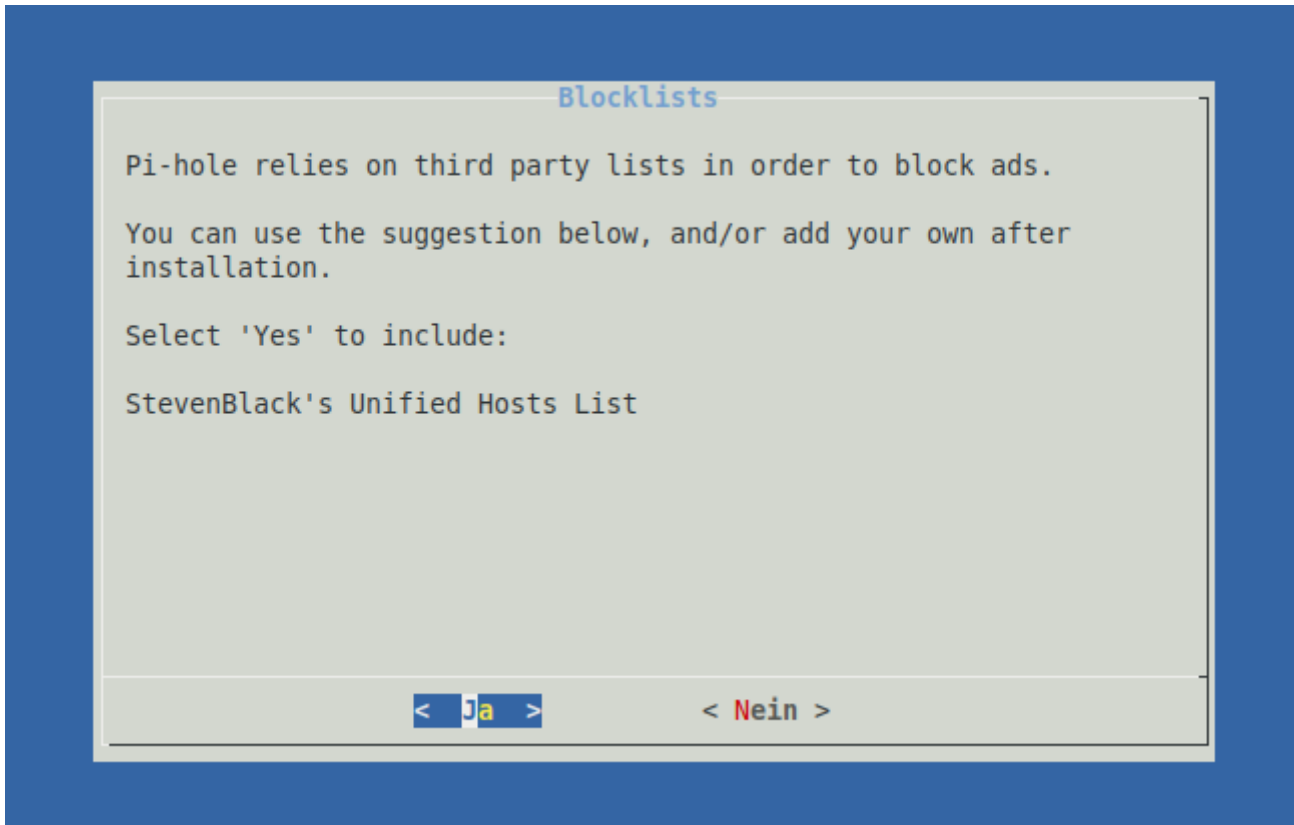 Blocklists
Pi-hole relies on third party lists in order to block ads.
You can use the suggestion below, and/or add your own after
installation.
Select 'Yes' to include:
StevenBlack's Unified Hosts List
< Ja > < Nein >